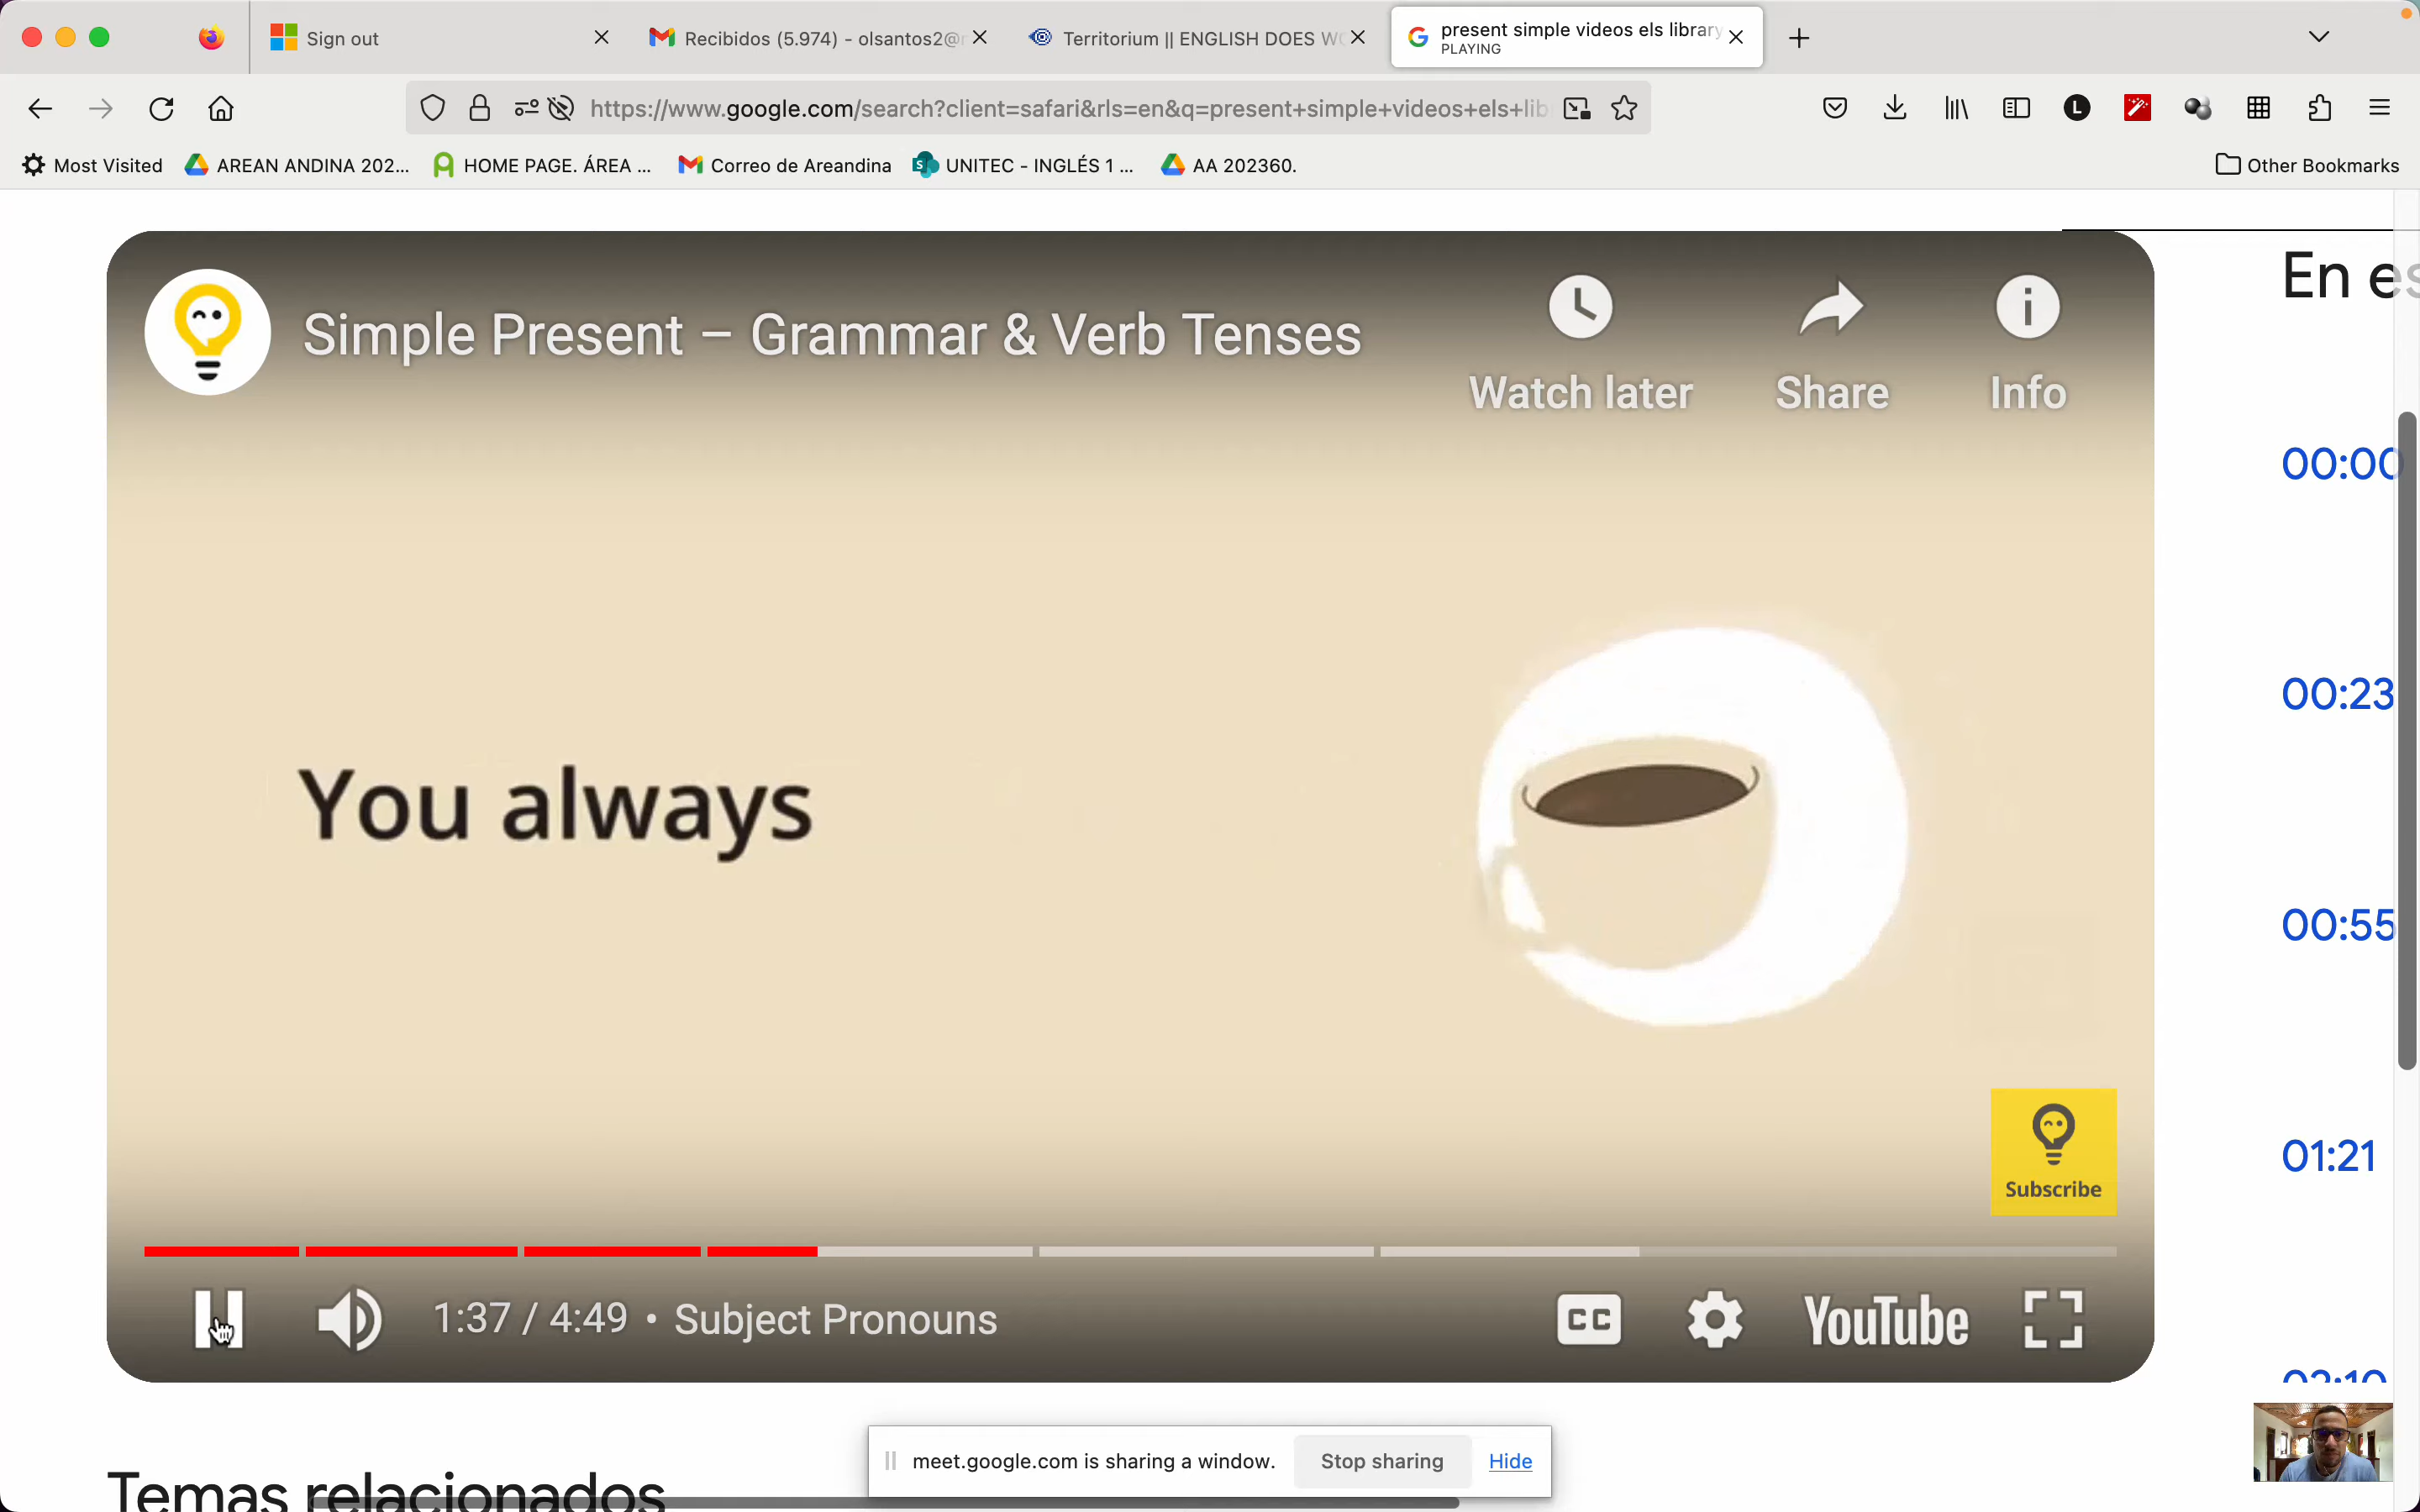 Sign out
Recibidos (5.974) - olsantos2@
Territorium || ENGLISH DOES WO
present simple videos els library
PLAYING
https://www.google.com/search?client=safari&rls=en&q=present+simple+videos+els+lib
L
Most Visited
AREAN ANDINA 202...
HOME PAGE. ÁREA ...
Correo de Areandina
S
UNITEC - INGLÉS 1 ...
AA 202360.
Other Bookmarks
Simple Present – Grammar & Verb Tenses
Watch later
Share
Info
En es
00:00
00:23
00:55
01:21
You always
Subscribe
1:37 / 4:49 • Subject Pronouns
CC
YouTube
meet.google.com is sharing a window.
Stop sharing
Hide
Temas relacionados